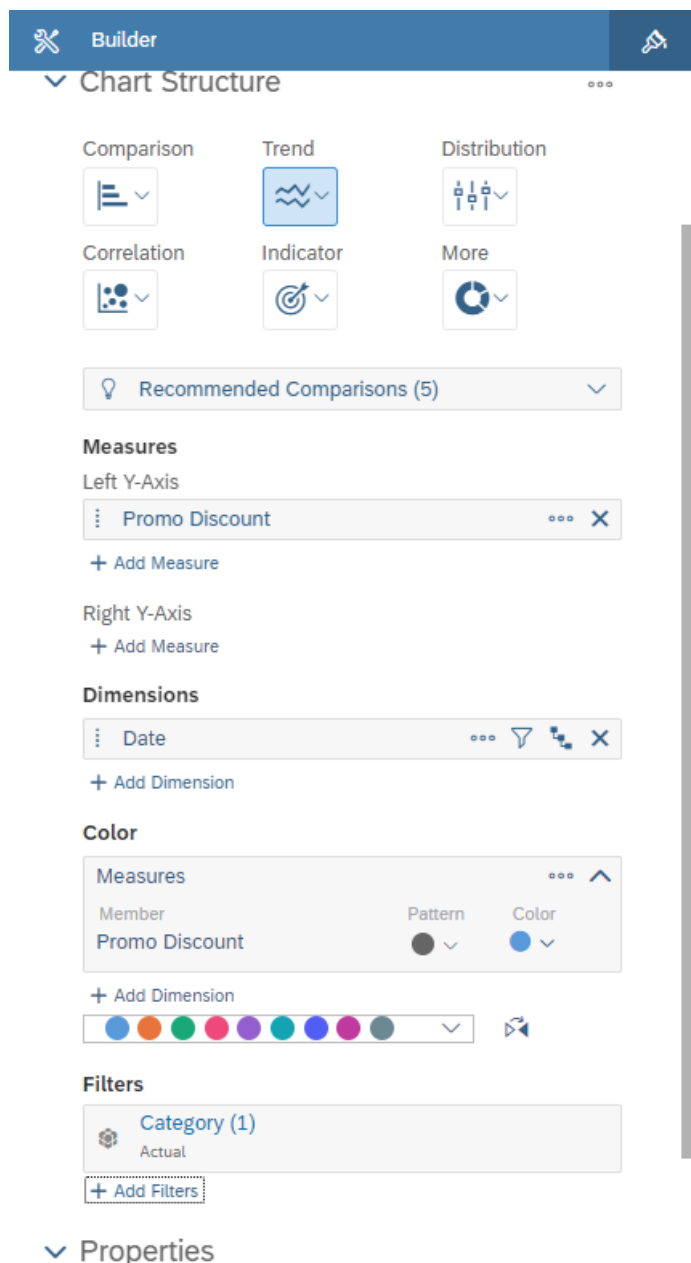 Builder
Chart Structure
Comparison Trend Distribution
Correlation Indicator More
Recommended Comparisons (5)
Measures
Left Y-Axis
Promo Discount
+ Add Measure
Right Y-Axis
+ Add Measure
Dimensions
Date
+ Add Dimension
Color
Measures
Member Pattern Color
Promo Discount
+ Add Dimension
Filters
Category (1)
Actual
+ Add Filters
Properties